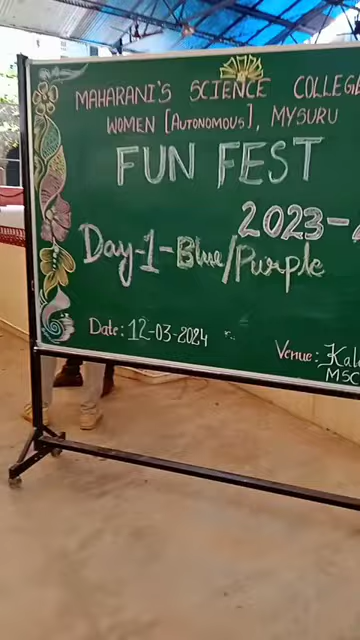 MAHARANI'S SCIENCE COLLEGE
WOMEN [AUTONOMOUS], MYSURU
FUN FEST
2023-
Day-1-Blue/Purple
Date: 12-03-2024
Venue: Kal
MSC